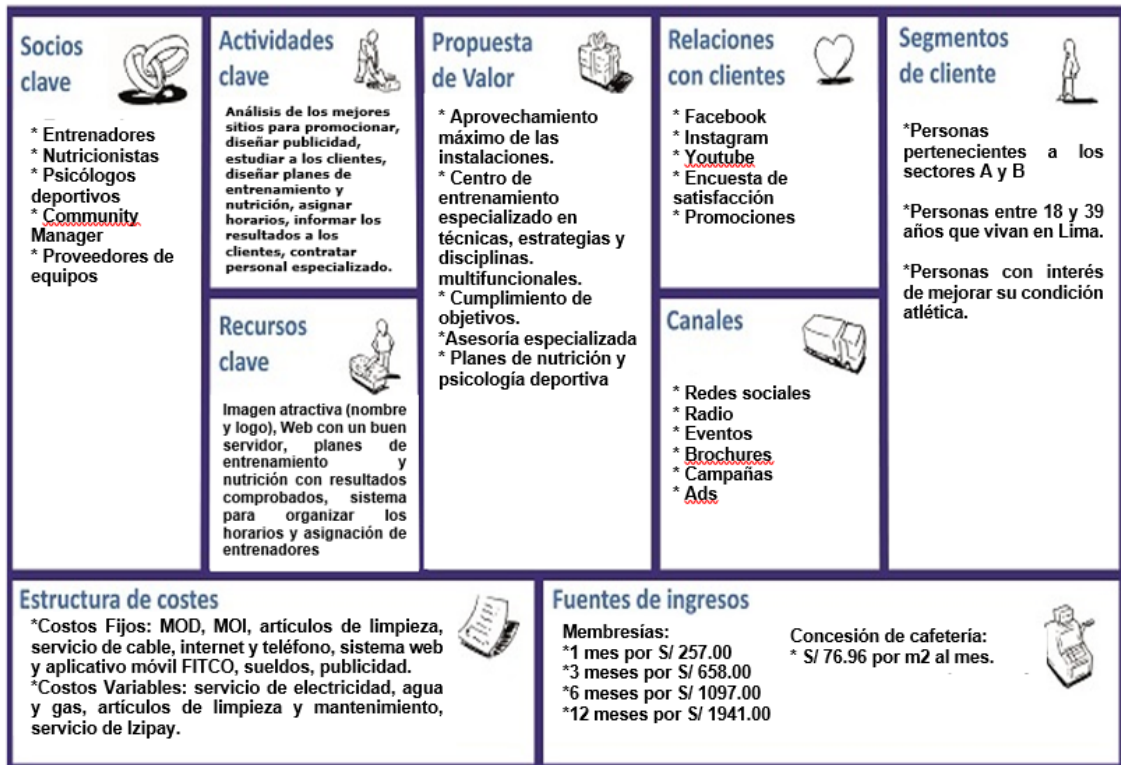 Socios
clave
* Entrenadores
* Nutricionistas
* Psicólogos
deportivos
* Community
Manager
* Proveedores de
equipos
Actividades
clave
Análisis de los mejores
sitios para promocionar,
diseñar publicidad,
estudiar a los clientes,
diseñar planes de
entrenamiento y
nutrición, asignar
horarios, informar los
resultados a los
clientes, contratar
personal especializado.
Recursos
clave
Imagen atractiva (nombre
y logo), Web con un buen
servidor, planes de
entrenamiento y
nutrición con resultados
comprobados, sistema
para organizar los
horarios y asignación de
entrenadores
Propuesta
de Valor
* Aprovechamiento
máximo de las
instalaciones.
* Centro de
entrenamiento
especializado en
técnicas, estrategias y
disciplinas.
multifuncionales.
* Cumplimiento de
objetivos.
*Asesoría especializada
* Planes de nutrición y
psicología deportiva
Relaciones
con clientes
* Facebook
* Instagram
* Youtube
* Encuesta de
satisfacción
* Promociones
Canales
* Redes sociales
* Radio
* Eventos
* Brochures
* Campañas
* Ads
Segmentos
de cliente
*Personas
pertenecientes a los
sectores A y B
*Personas entre 18 y 39
años que vivan en Lima.
*Personas con interés
de mejorar su condición
atlética.
Estructura de costes
*Costos Fijos: MOD, MOI, artículos de limpieza,
servicio de cable, internet y teléfono, sistema web
y aplicativo móvil FITCO, sueldos, publicidad.
*Costos Variables: servicio de electricidad, agua
y gas, artículos de limpieza y mantenimiento,
servicio de Izipay.
Fuentes de ingresos
Membresías:
*1 mes por S/ 257.00
*3 meses por S/ 658.00
*6 meses por S/ 1097.00
*12 meses por S/ 1941.00
Concesión de cafetería:
* S/ 76.96 por m2 al mes.